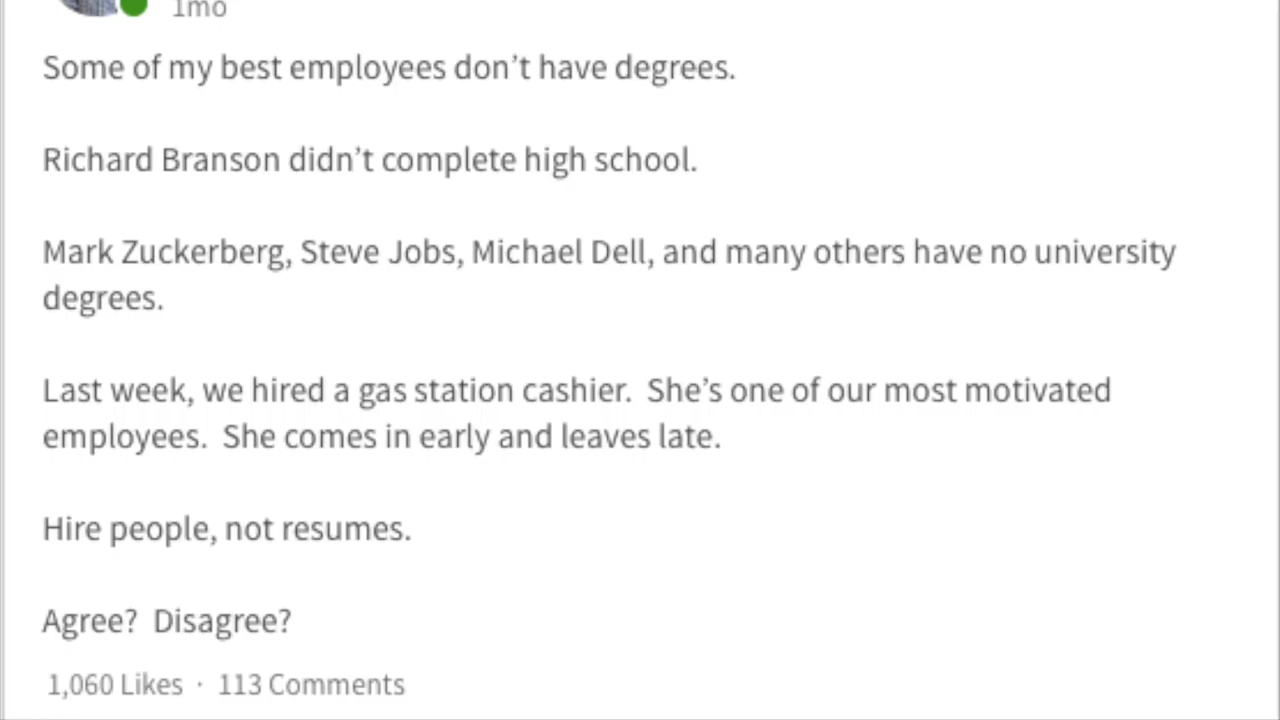 1mo
Some of my best employees don’t have degrees.
Richard Branson didn’t complete high school.
Mark Zuckerberg, Steve Jobs, Michael Dell, and many others have no university
degrees.
Last week, we hired a gas station cashier.  She’s one of our most motivated
employees.  She comes in early and leaves late.
Hire people, not resumes.
Agree?  Disagree?
1,060 Likes · 113 Comments